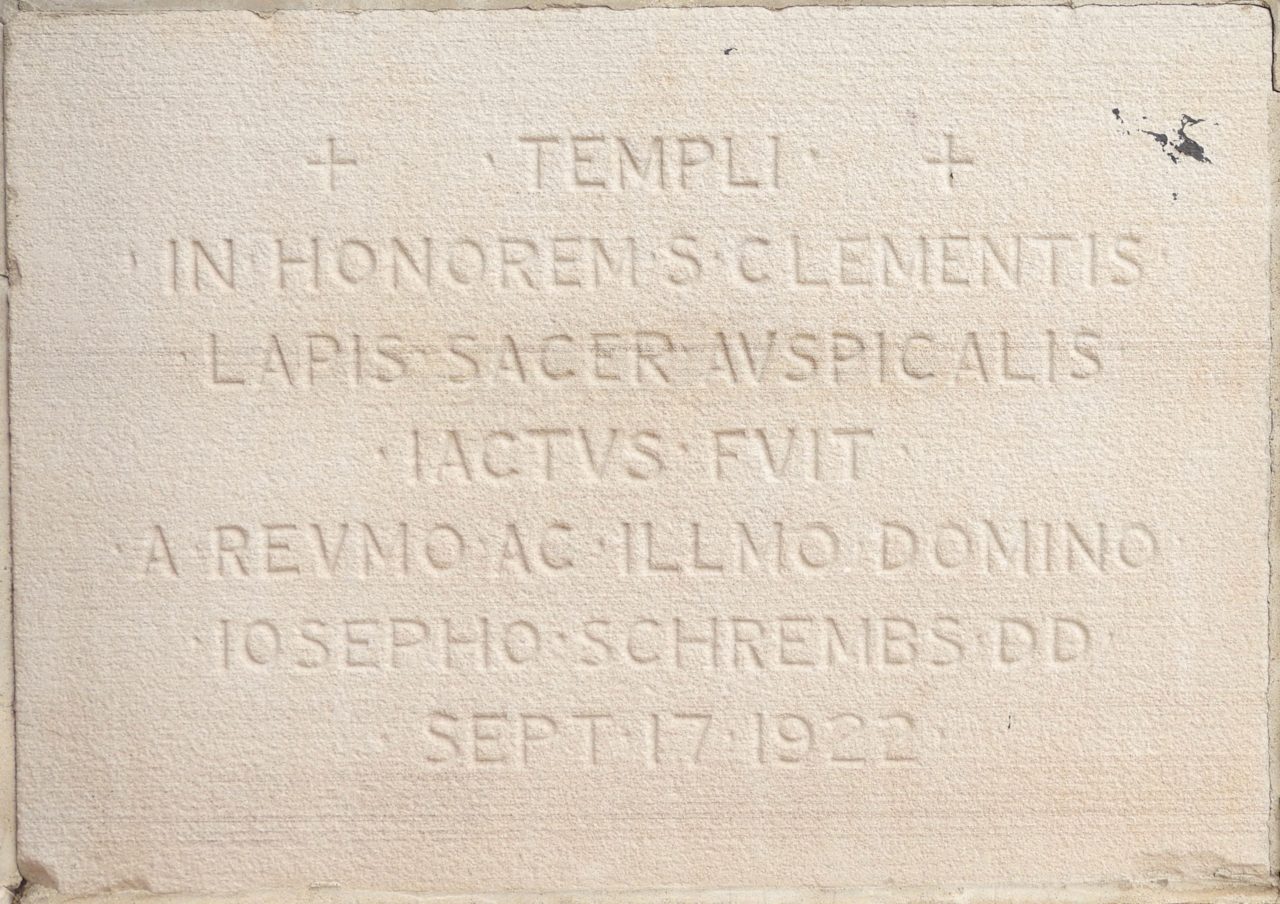 + · TEMPLI · +
· IN · HONOREM · S · CLEMENTIS ·
· LAPIS · SACER · AVSPICALIS ·
· IACTVS · FVIT ·
· A · REVMO · AC · ILLMO · DOMINO ·
· IOSEPHO · SCHREMBS · DD ·
· SEPT · 17 · 1922 ·